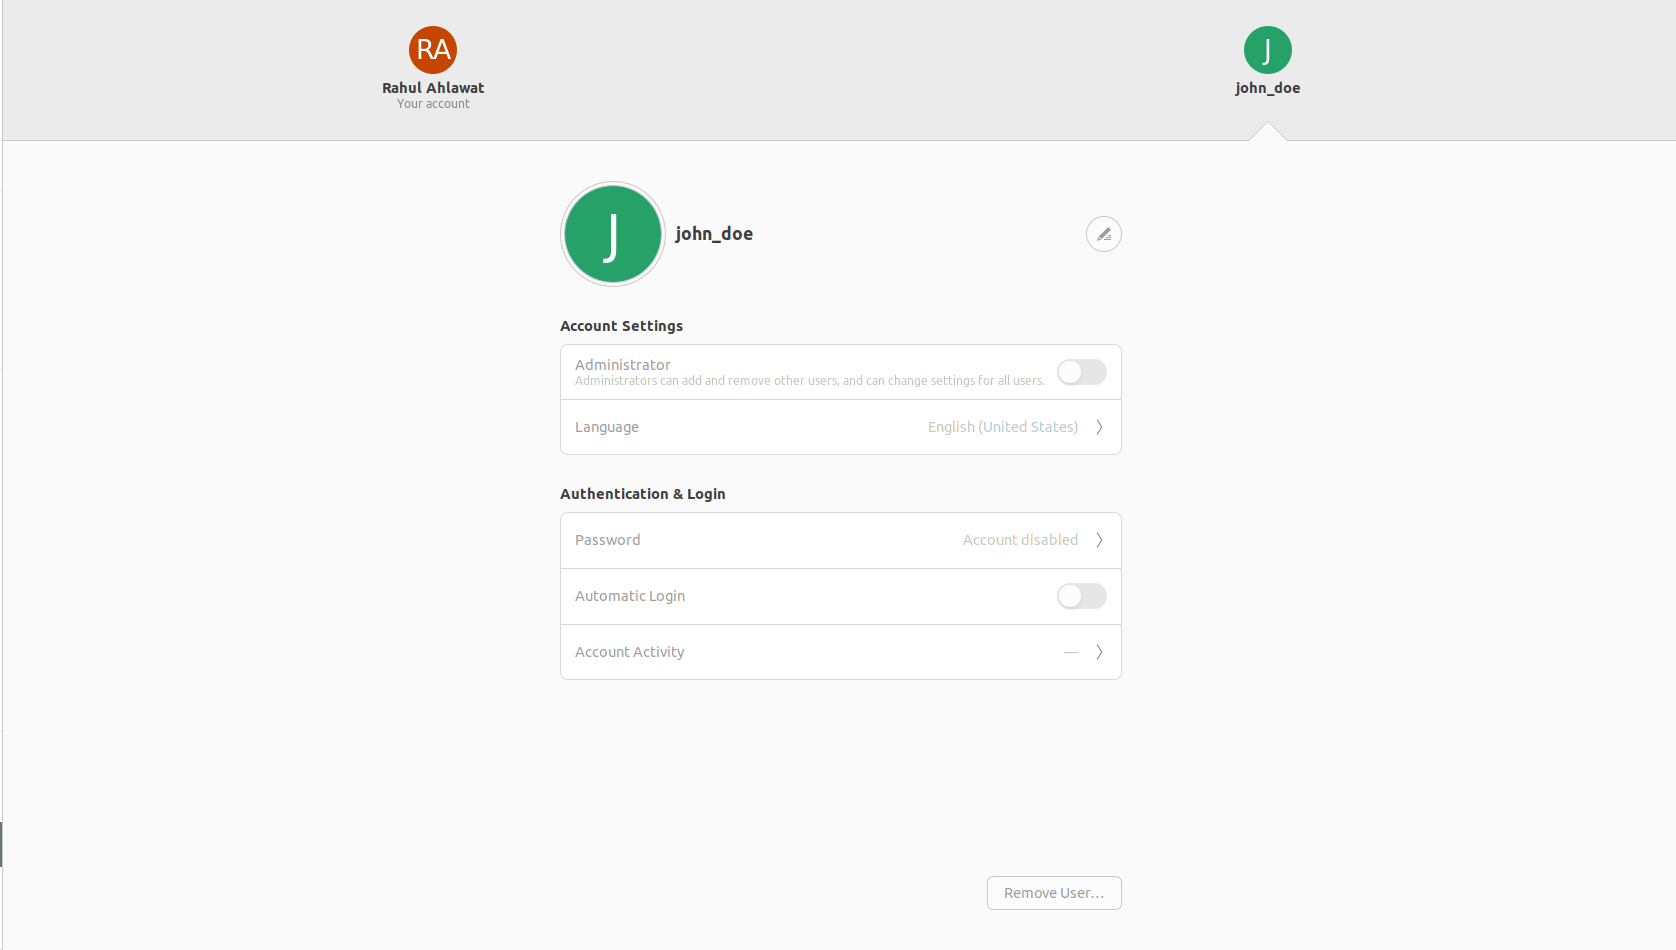 RA
Rahul Ahlawat
Your account
J
john_doe
J
john_doe
Account Settings
Administrator
Administrators can add and remove other users, and can change settings for all users.
Language English (United States)
Authentication & Login
Password Account disabled
Automatic Login
Account Activity —
Remove User...